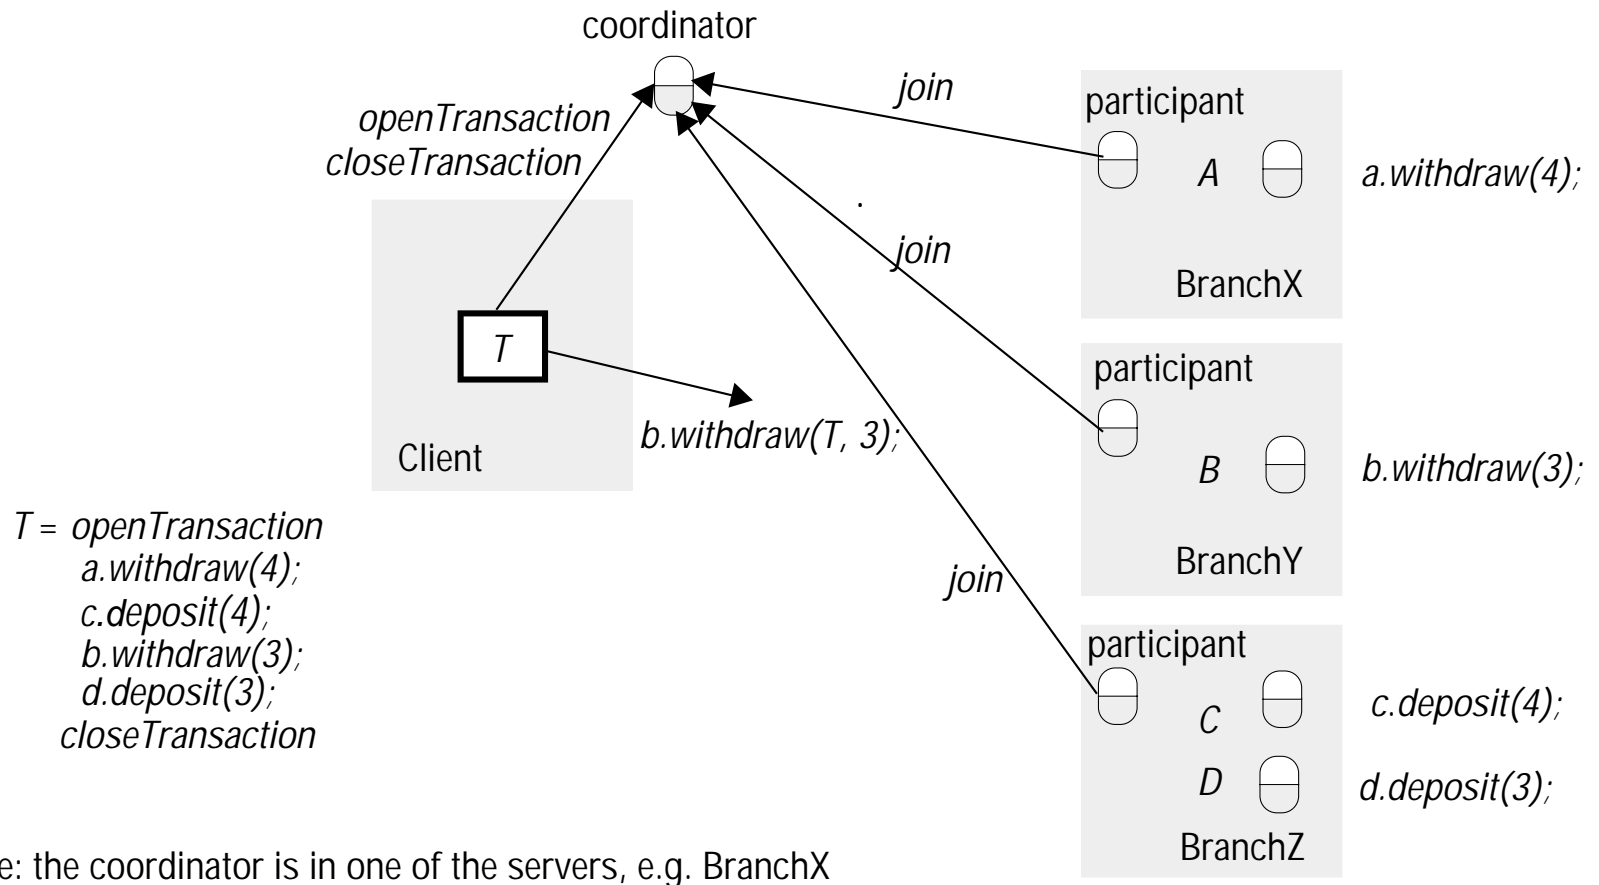 coordinator
join
participant
openTransaction
closeTransaction
A
a.withdraw(4);
.
join
BranchX
T
participant
b.withdraw(T, 3);
Client
B
b.withdraw(3);
T = openTransaction
a.withdraw(4);
c.deposit(4);
b.withdraw(3);
d.deposit(3);
closeTransaction
BranchY
join
participant
C
c.deposit(4);
D
d.deposit(3);
BranchZ
e: the coordinator is in one of the servers, e.g. BranchX